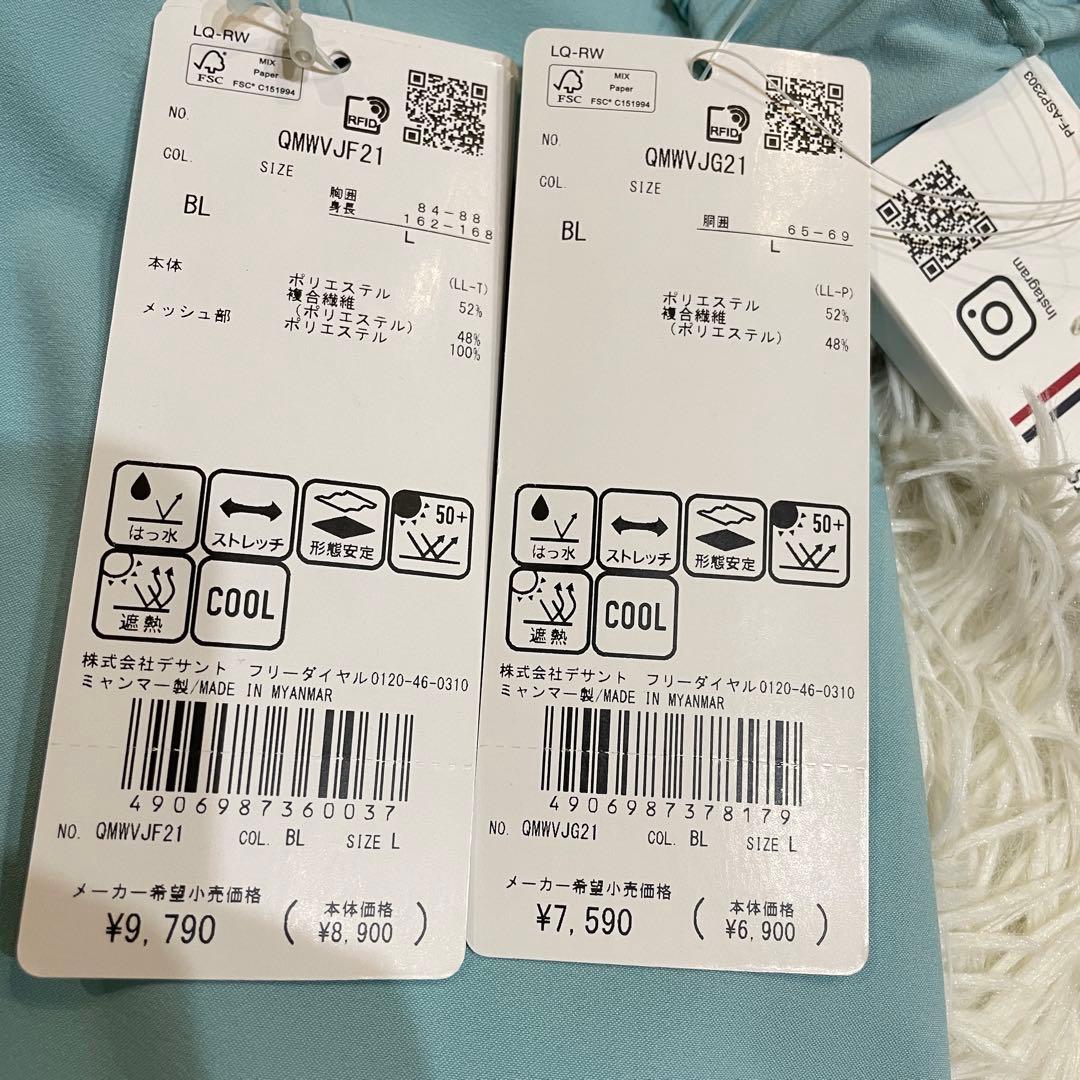 LQ-RW
FSC
MIX
Paper
FSC® C151994
RFID
NO.
QMWVJF21
COL.
SIZE
BL
胸囲 84-88
身長 162-168
L
本体
ポリエステル (LL-T)
複合繊維 52%
(ポリエステル)
メッシュ部
ポリエステル 48%
100%
はっ水
ストレッチ
形態安定
50+
遮熱
COOL
株式会社デサント フリーダイヤル0120-46-0310
ミャンマー製/MADE IN MYANMAR
4906987360037
NO. QMWVJF21 COL. BL SIZE L
メーカー希望小売価格
¥9,790
(本体価格
¥8,900)
LQ-RW
FSC
MIX
Paper
FSC® C151994
RFID
NO.
QMWVJG21
COL.
SIZE
BL
胴囲 65-69
L
(LL-P)
ポリエステル 52%
複合繊維
(ポリエステル) 48%
はっ水
ストレッチ
形態安定
50+
遮熱
COOL
株式会社デサント フリーダイヤル0120-46-0310
ミャンマー製/MADE IN MYANMAR
4906987378179
NO. QMWVJG21 COL. BL SIZE L
メーカー希望小売価格
¥7,590
(本体価格
¥6,900)
PF-ASP2303
Instagram